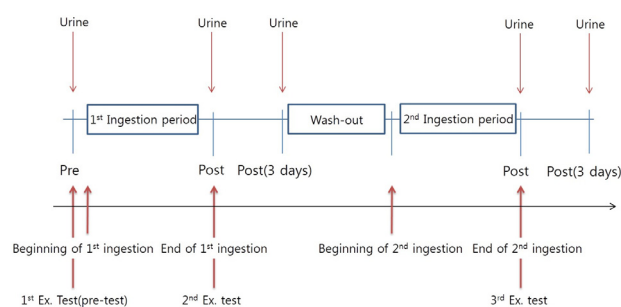 Urine Urine Urine Urine Urine
1st Ingestion period Wash-out 2nd Ingestion period
Pre Post Post(3 days) Post Post(3 days)
Beginning of 1st ingestion End of 1st ingestion Beginning of 2nd ingestion End of 2nd ingestion
1st Ex. Test(pre-test) 2nd Ex. test 3rd Ex. test